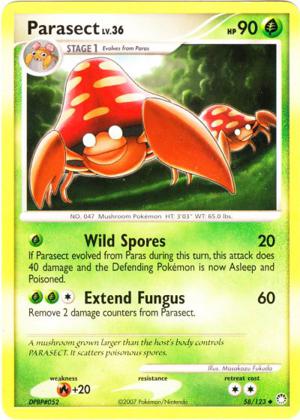 Parasect LV.36 HP 90
STAGE 1 Evolves from Paras
NO. 047 Mushroom Pokémon HT: 3'03" WT: 65.0 lbs.
Wild Spores 20
If Parasect evolved from Paras during this turn, this attack does
40 damage and the Defending Pokémon is now Asleep and
Poisoned.
Extend Fungus 60
Remove 2 damage counters from Parasect.
A mushroom grown larger than the host's body controls
PARASECT. It scatters poisonous spores.
Illus. Masakazu Fukuda
weakness resistance retreat cost
+20
DPBP#052 ©2007 Pokémon/Nintendo 58/123